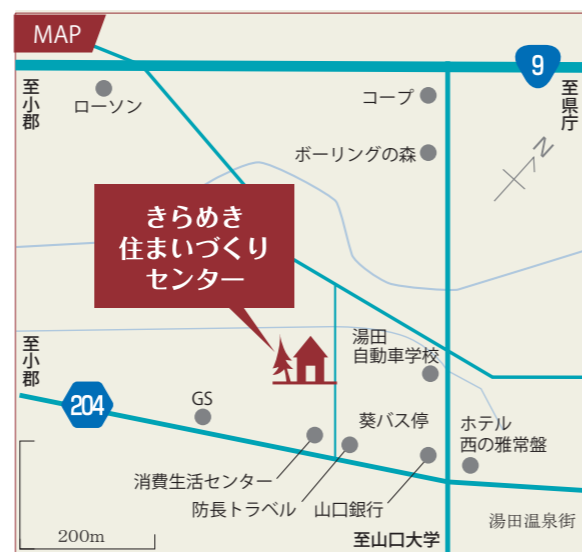 MAP
9
至小郡
ローソン
コープ
至県庁
ボーリングの森
N
きらめき
住まいづくり
センター
湯田
自動車学校
至小郡
204
GS
葵バス停
ホテル
西の雅常盤
消費生活センター
防長トラベル
山口銀行
湯田温泉街
200m
至山口大学